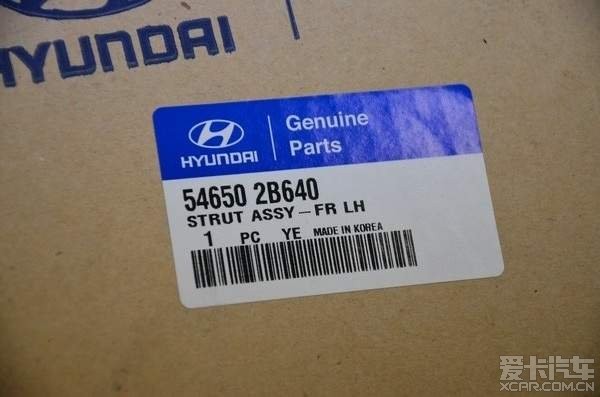 HYUNDAI
HYUNDAI
Genuine
Parts
54650 2B640
STRUT ASSY-FR LH
1 PC YE MADE IN KOREA
爱卡汽车
XCAR.COM.CN